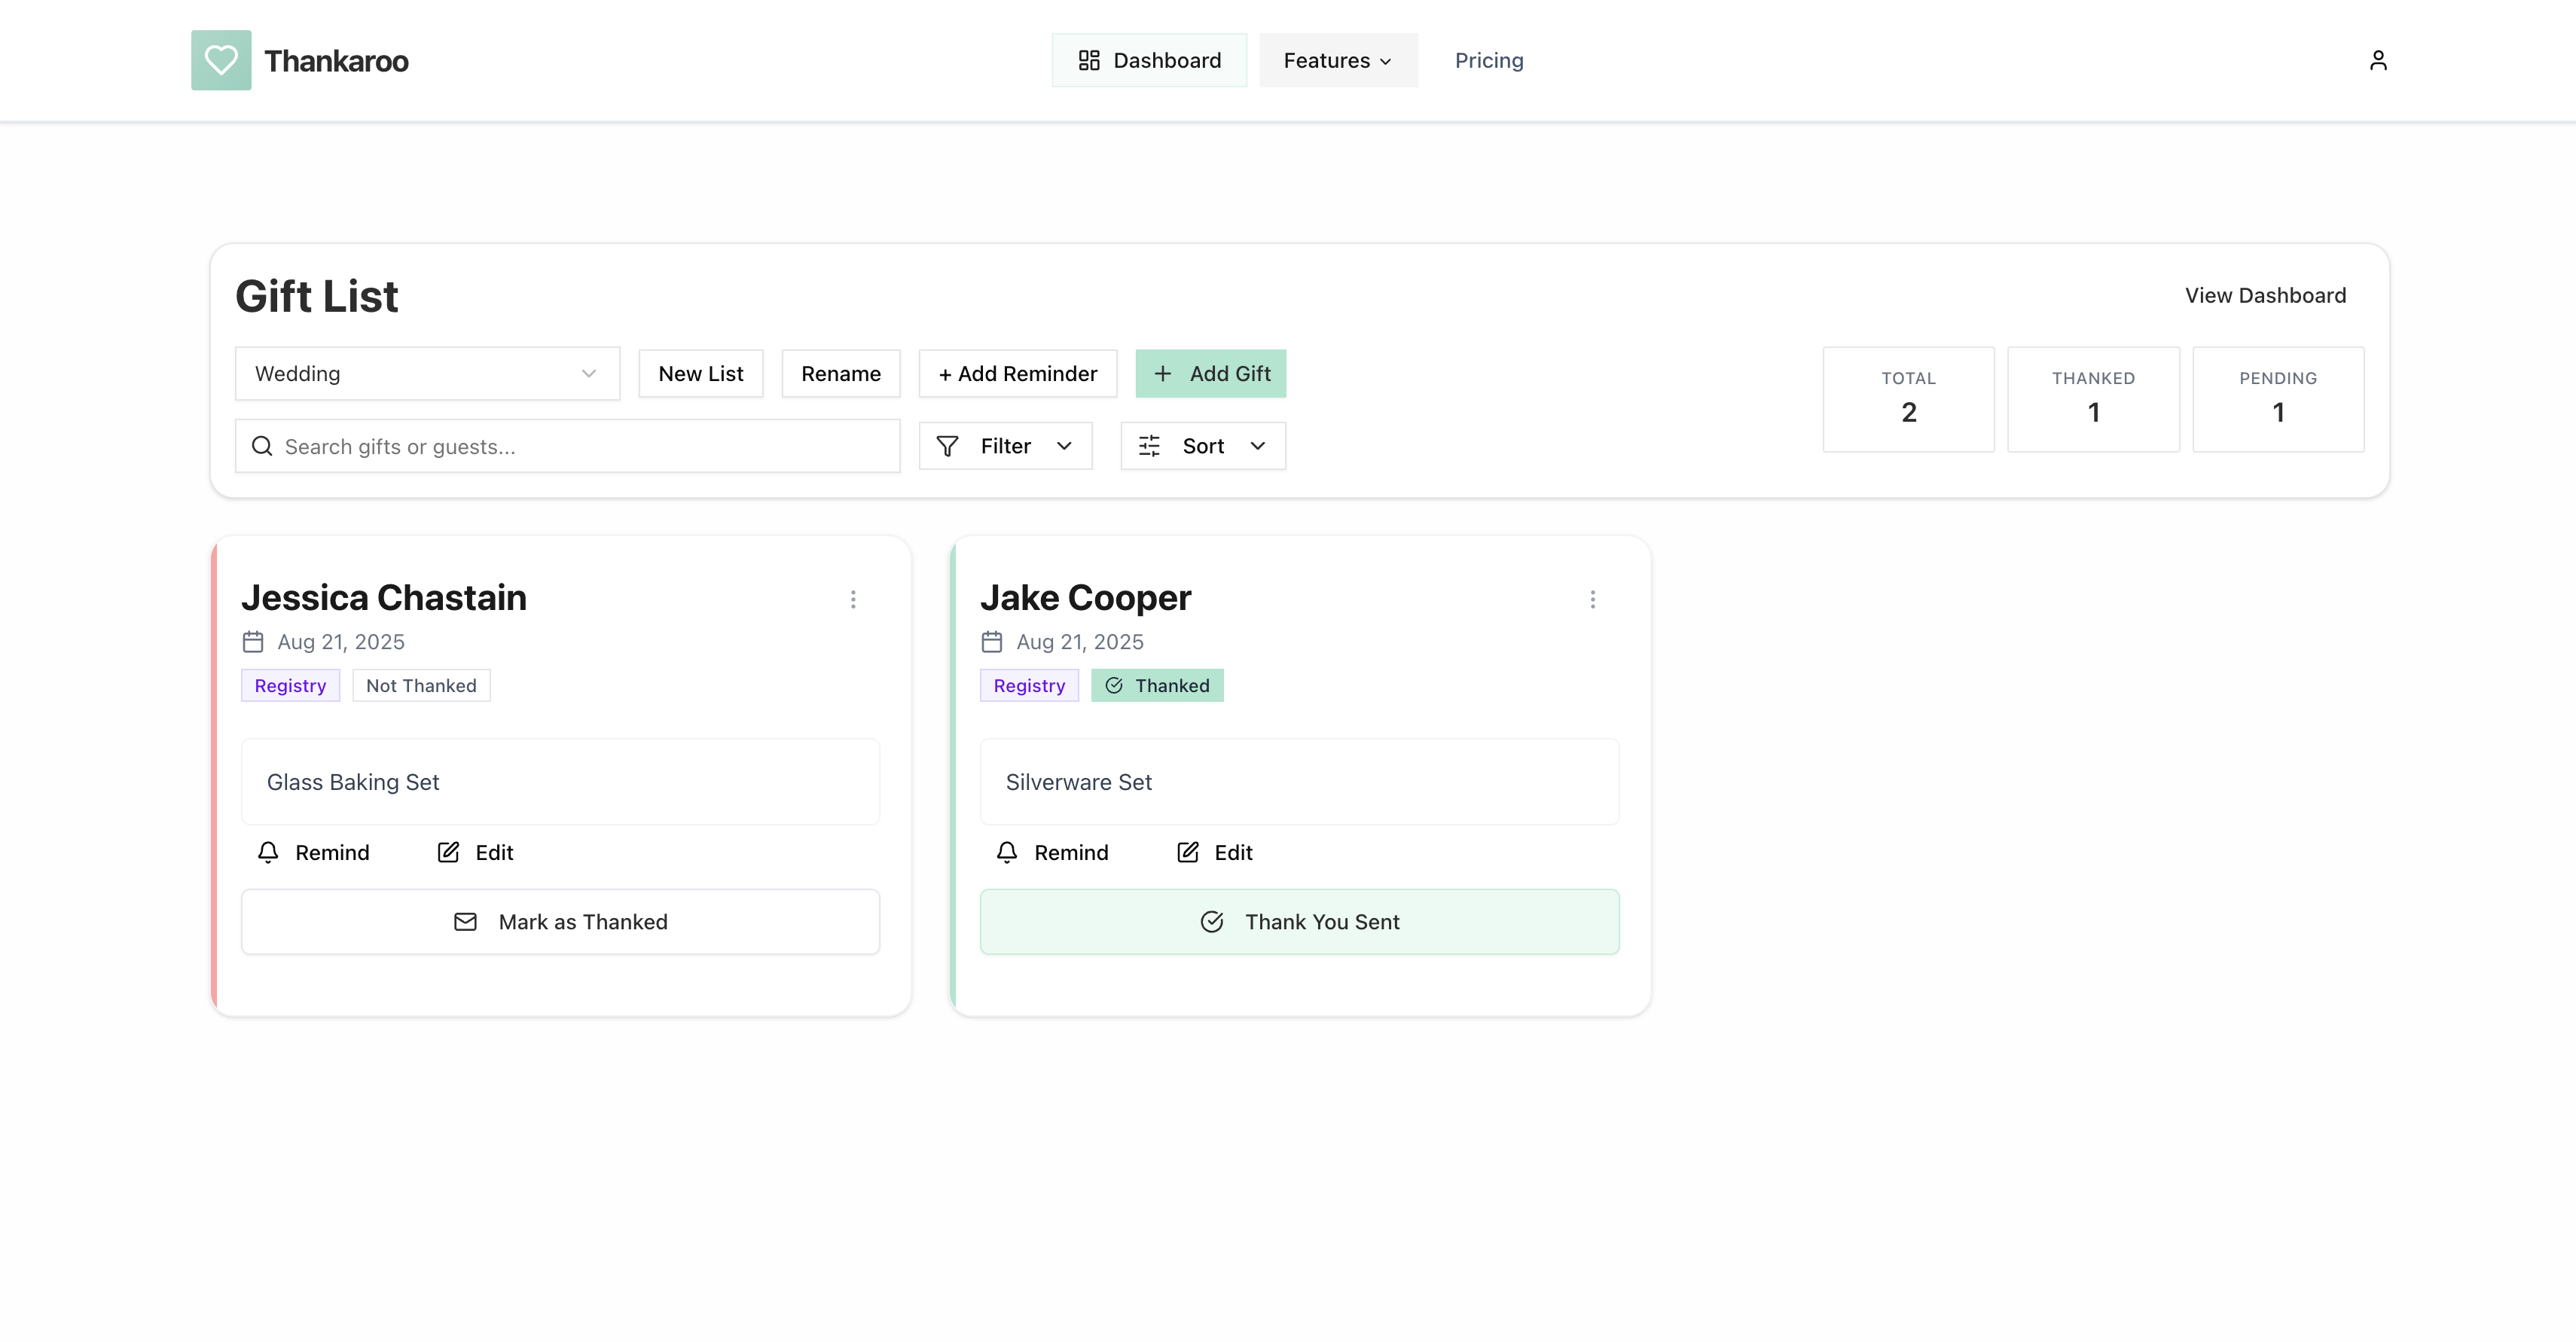 Thankaroo
Dashboard Features Pricing
Gift List
View Dashboard
Wedding New List Rename + Add Reminder + Add Gift
Search gifts or guests...
Filter Sort
TOTAL THANKED PENDING
2 1 1
Jessica Chastain
Aug 21, 2025
Registry Not Thanked
Glass Baking Set
Remind Edit
Mark as Thanked
Jake Cooper
Aug 21, 2025
Registry Thanked
Silverware Set
Remind Edit
Thank You Sent